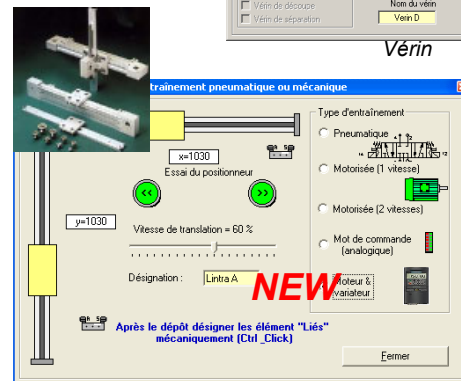 Vérin de découpe
Vérin de séparation
Nom du vérin
Verin D
Vérin
traînement pneumatique ou mécanique
x=1030
Essai du positionneur
<< >>
y=1030
Vitesse de translation = 60 %
Désignation : Lintra A
NEW
Type d'entraînement
Pneumatique
Motorisée (1 vitesse)
Motorisée (2 vitesses)
Mot de commande
(analogique)
Moteur &
variateur
Après le dépôt désigner les élément "Liés"
mécaniquement (Ctrl_Click)
Fermer